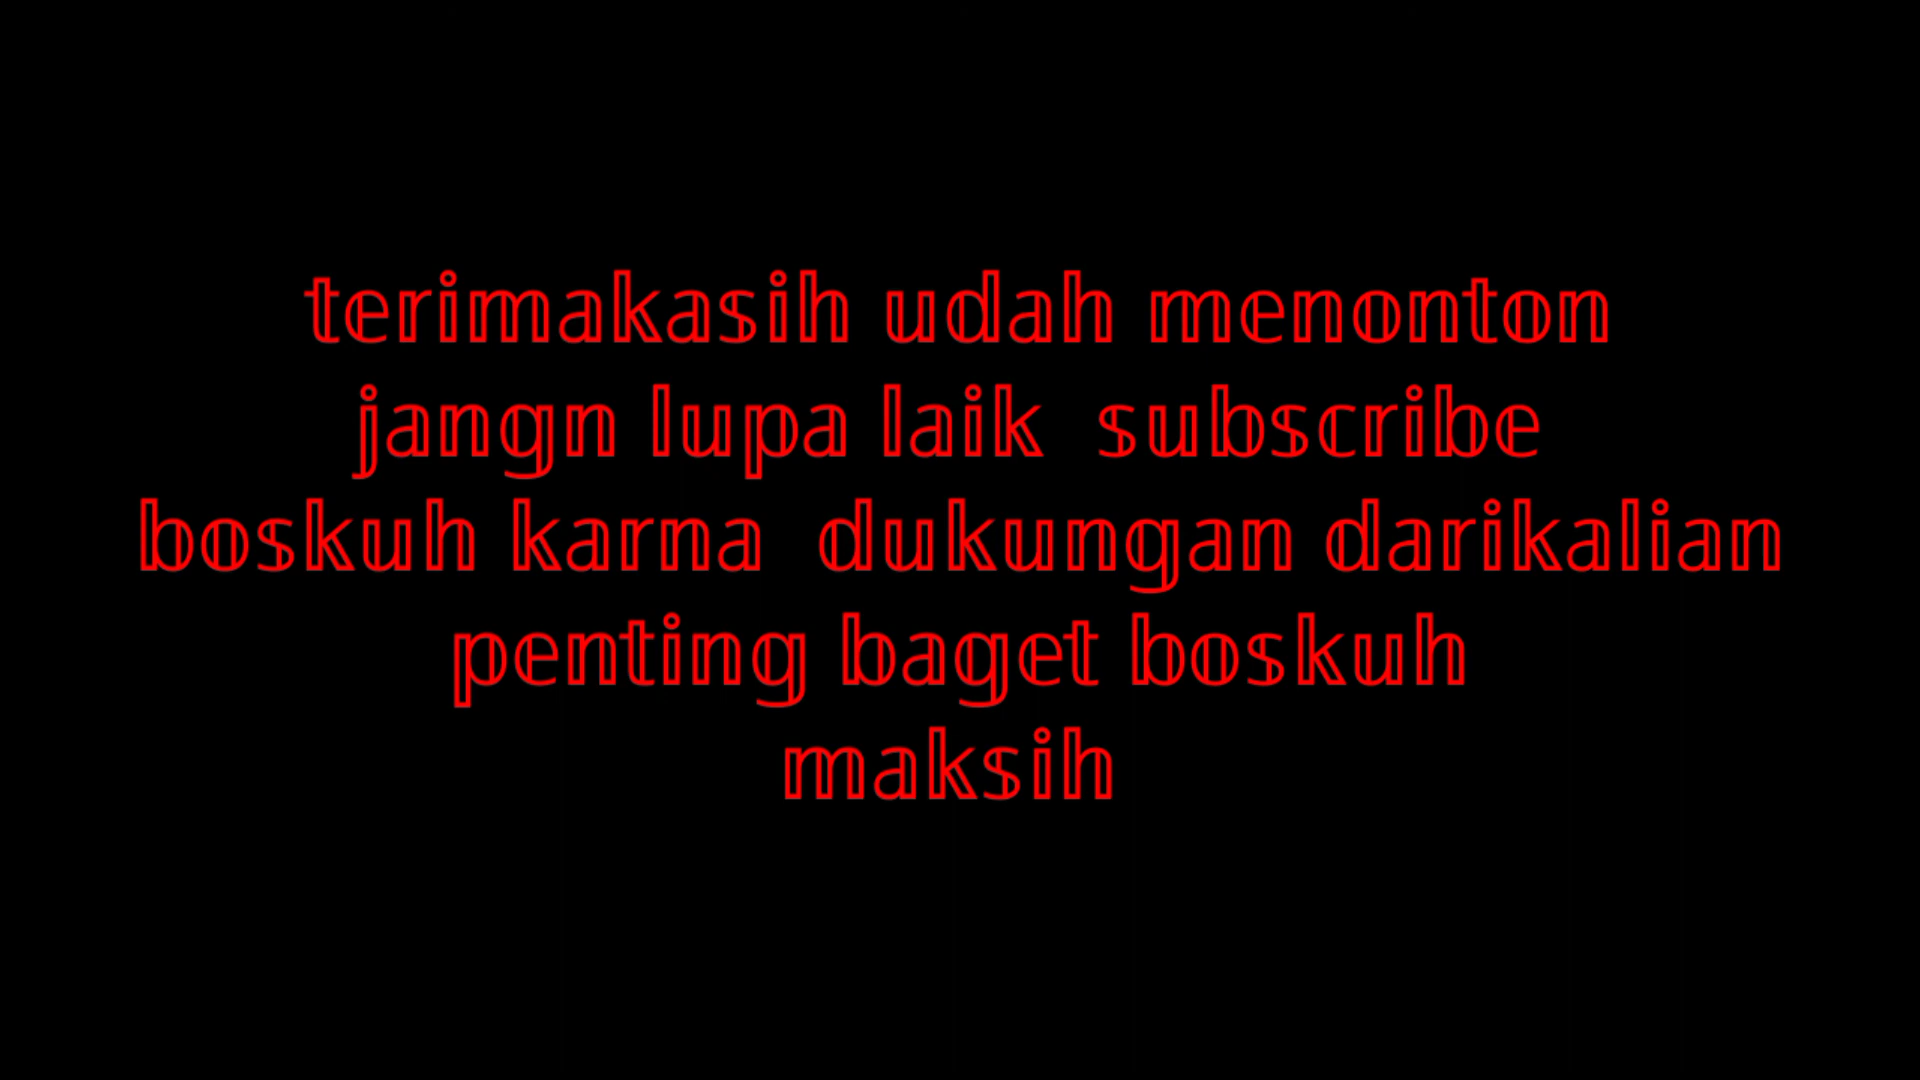 terimakasih udah menonton
jangn lupa laik  subscribe
boskuh karna  dukungan darikalian
penting baget boskuh
maksih